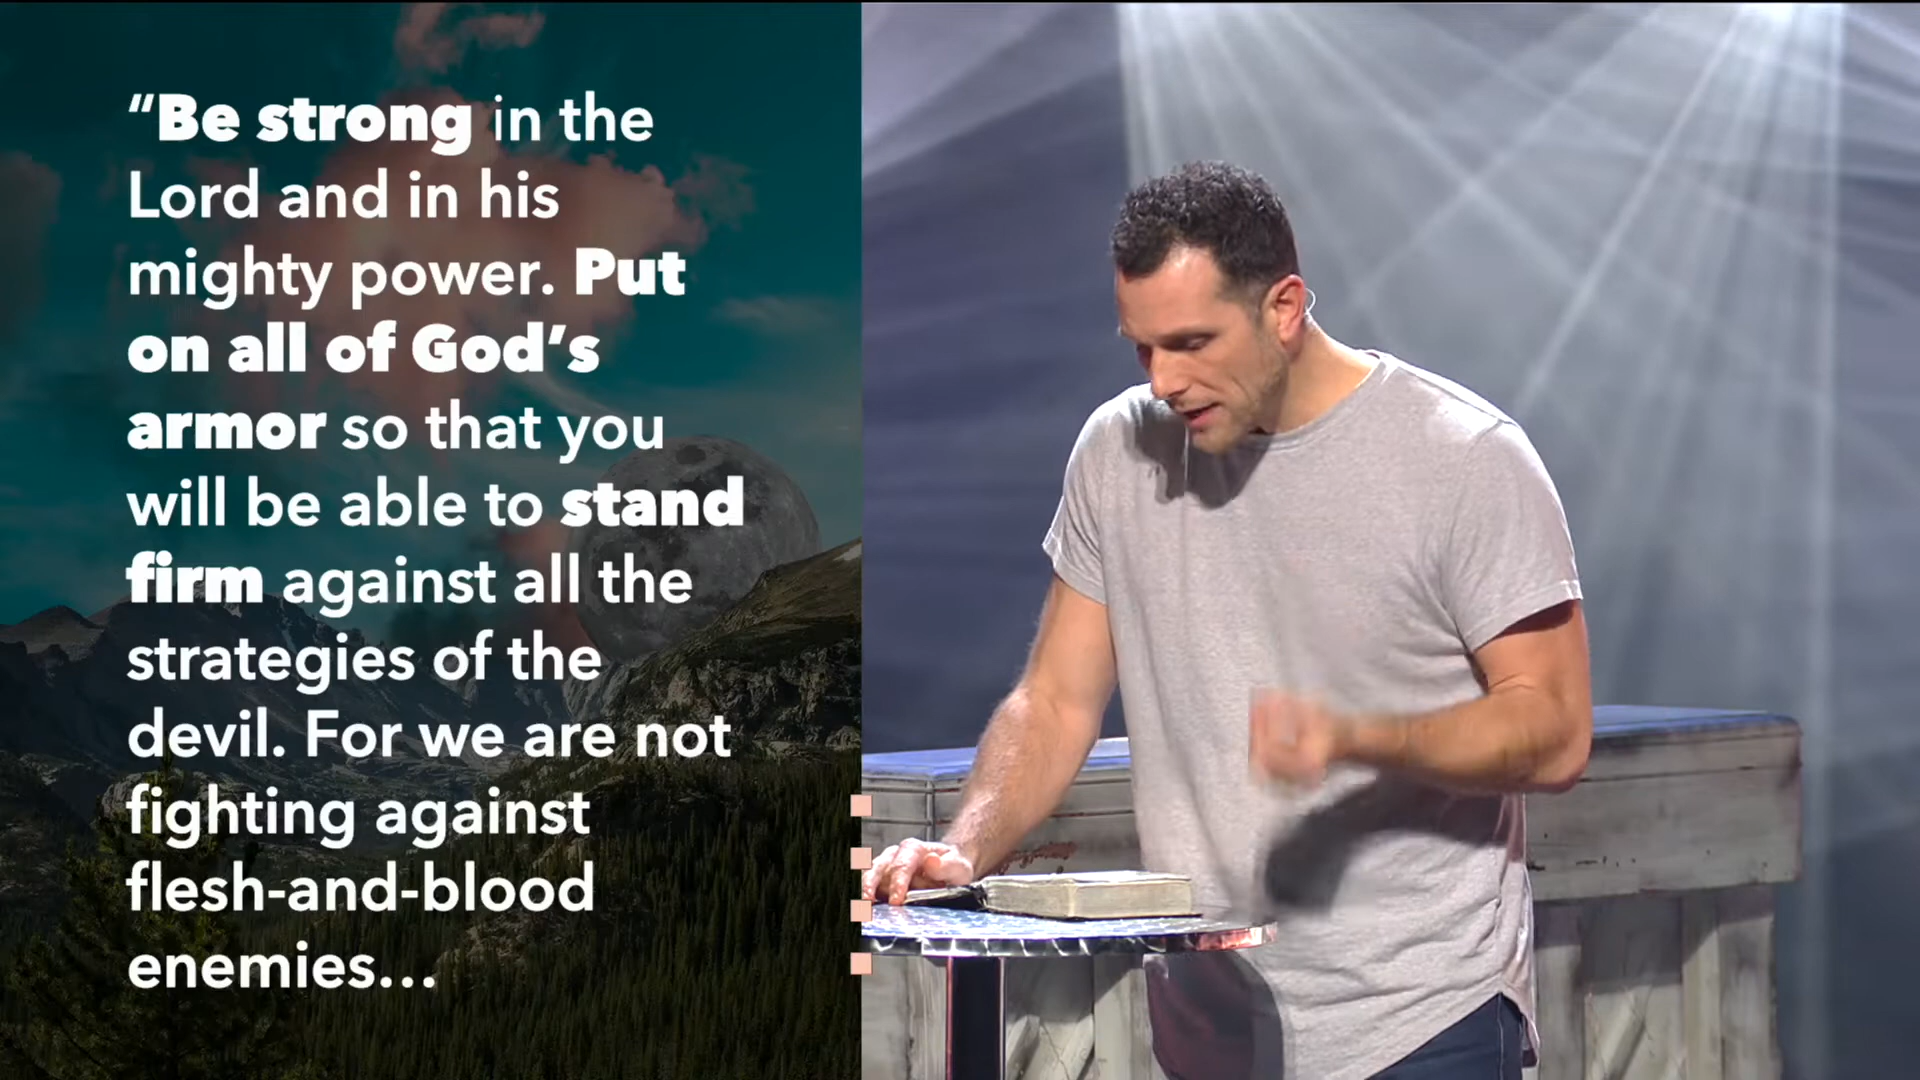 “Be strong in the
Lord and in his
mighty power. Put
on all of God’s
armor so that you
will be able to stand
firm against all the
strategies of the
devil. For we are not
fighting against
flesh-and-blood
enemies…